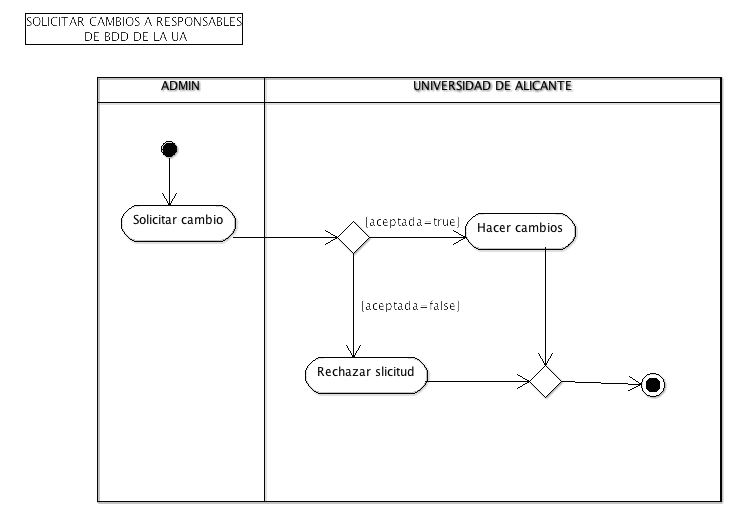 SOLICITAR CAMBIOS A RESPONSABLES
DE BDD DE LA UA
ADMIN
UNIVERSIDAD DE ALICANTE
Solicitar cambio
[aceptada=true]
Hacer cambios
[aceptada=false]
Rechazar slicitud